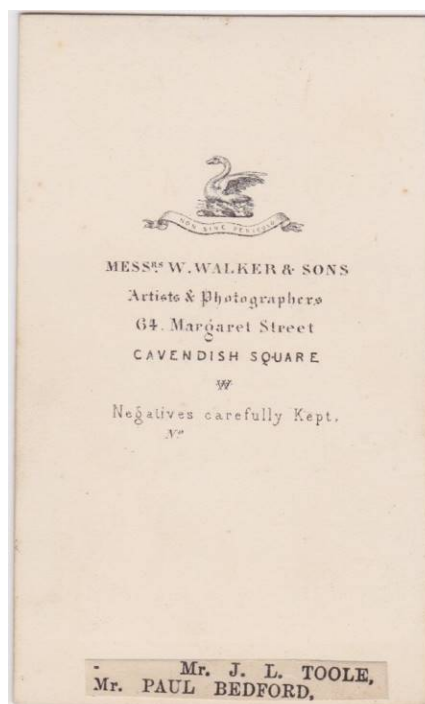 NON SINE PERICULO
MESSRS W. WALKER & SONS
Artists & Photographers
64. Margaret Street
CAVENDISH SQUARE
W
Negatives carefully Kept.
No
- Mr. J. L. TOOLE,
Mr. PAUL BEDFORD.